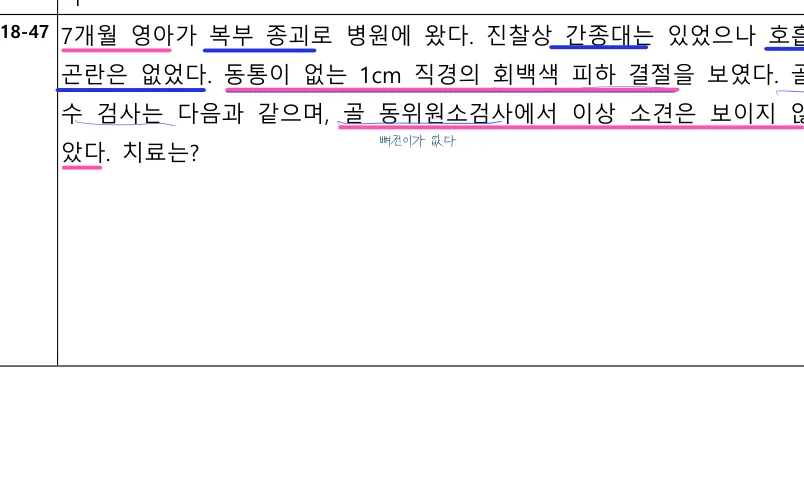 18-47 7개월 영아가 복부 종괴로 병원에 왔다. 진찰상 간종대는 있었으나 호흡
곤란은 없었다. 동통이 없는 1cm 직경의 회백색 피하 결절을 보였다. 골
수 검사는 다음과 같으며, 골 동위원소검사에서 이상 소견은 보이지 않
았다. 치료는?
뼈전이가 없다